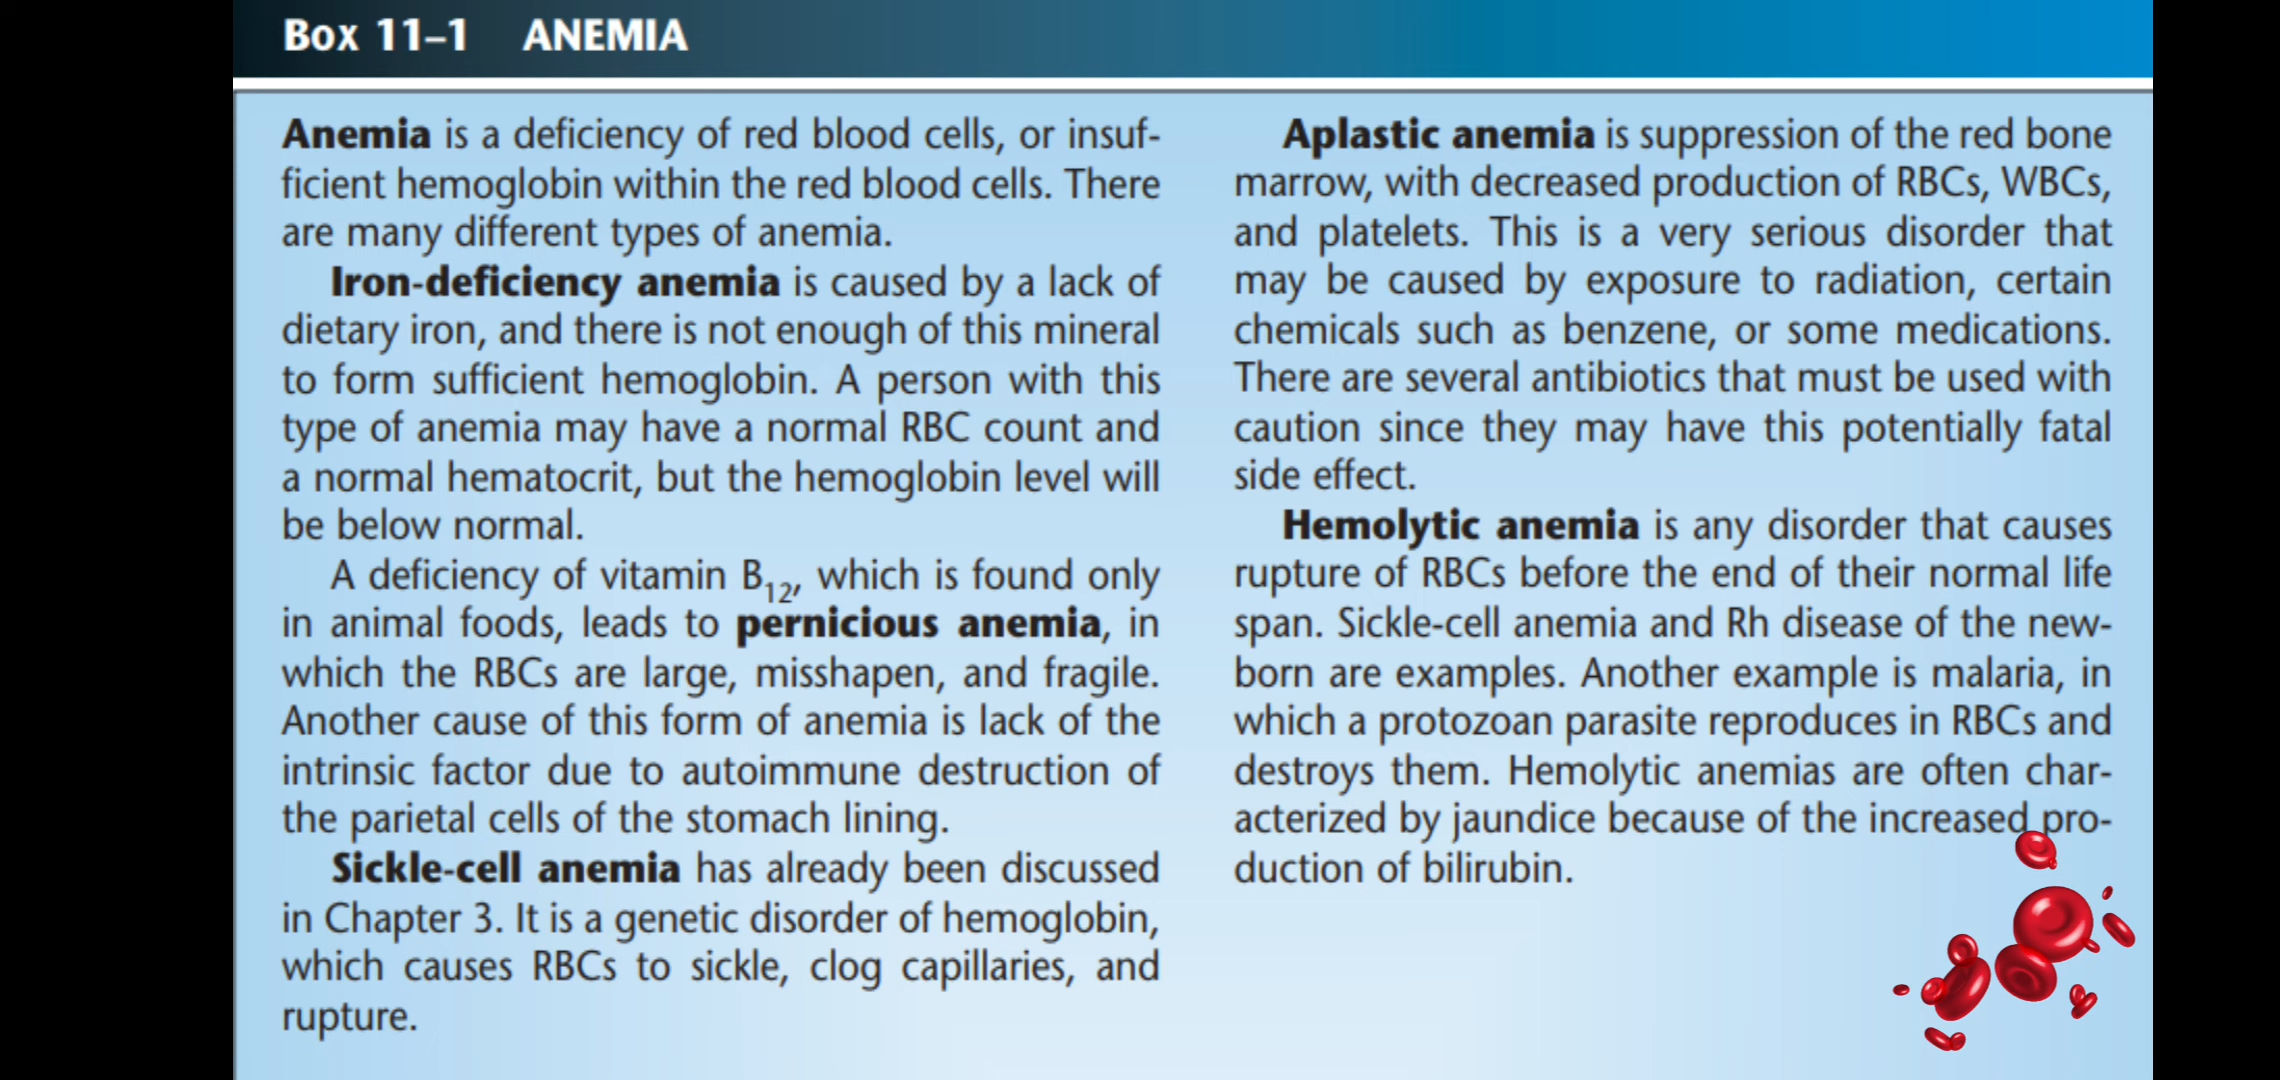 Box 11–1 ANEMIA
Anemia is a deficiency of red blood cells, or insuf-
ficient hemoglobin within the red blood cells. There
are many different types of anemia.
Iron-deficiency anemia is caused by a lack of
dietary iron, and there is not enough of this mineral
to form sufficient hemoglobin. A person with this
type of anemia may have a normal RBC count and
a normal hematocrit, but the hemoglobin level will
be below normal.
A deficiency of vitamin B₁₂, which is found only
in animal foods, leads to pernicious anemia, in
which the RBCs are large, misshapen, and fragile.
Another cause of this form of anemia is lack of the
intrinsic factor due to autoimmune destruction of
the parietal cells of the stomach lining.
Sickle-cell anemia has already been discussed
in Chapter 3. It is a genetic disorder of hemoglobin,
which causes RBCs to sickle, clog capillaries, and
rupture.
Aplastic anemia is suppression of the red bone
marrow, with decreased production of RBCs, WBCs,
and platelets. This is a very serious disorder that
may be caused by exposure to radiation, certain
chemicals such as benzene, or some medications.
There are several antibiotics that must be used with
caution since they may have this potentially fatal
side effect.
Hemolytic anemia is any disorder that causes
rupture of RBCs before the end of their normal life
span. Sickle-cell anemia and Rh disease of the new-
born are examples. Another example is malaria, in
which a protozoan parasite reproduces in RBCs and
destroys them. Hemolytic anemias are often char-
acterized by jaundice because of the increased pro-
duction of bilirubin.